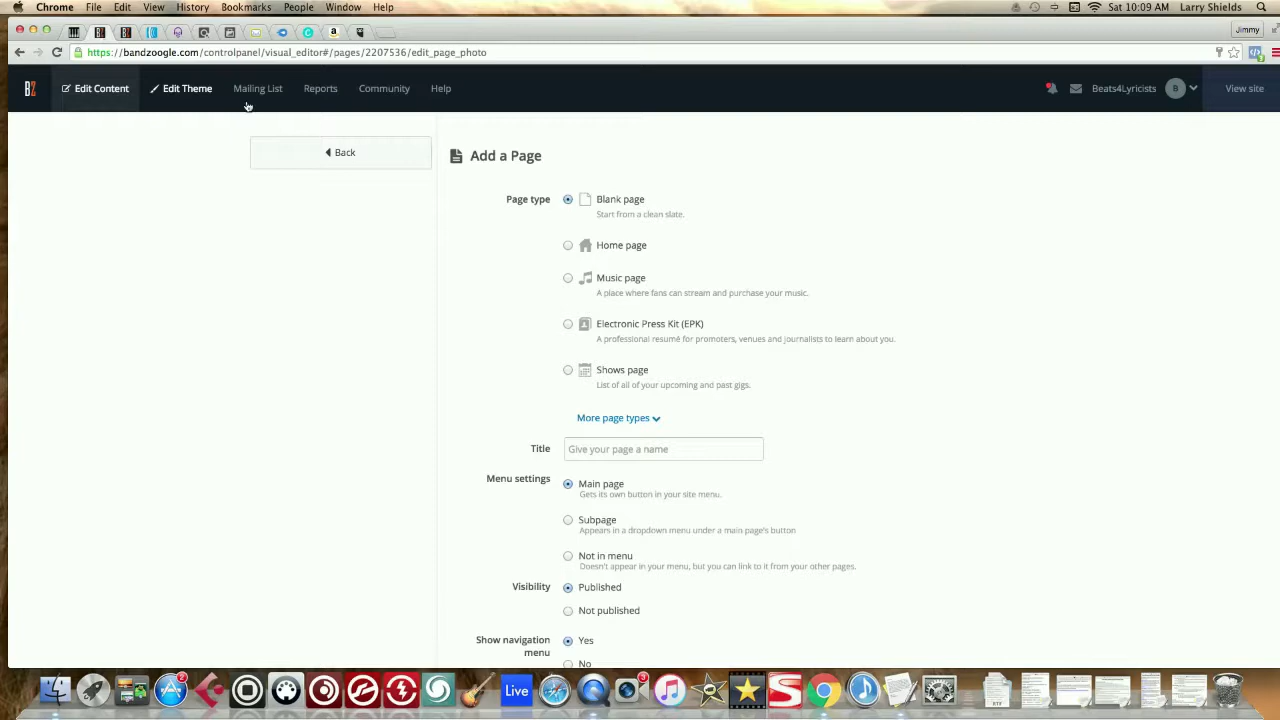 Chrome File Edit View History Bookmarks People Window Help Sat 10:09 AM Larry Shields
Jimmy
https://bandzoogle.com/controlpanel/visual_editor#/pages/2207536/edit_page_photo
BZ Edit Content Edit Theme Mailing List Reports Community Help Beats4Lyricists B View site
Back
Add a Page
Page type Blank page
Start from a clean slate.
Home page
Music page
A place where fans can stream and purchase your music.
Electronic Press Kit (EPK)
A professional resumé for promoters, venues and journalists to learn about you.
Shows page
List of all of your upcoming and past gigs.
More page types
Title Give your page a name
Menu settings Main page
Gets its own button in your site menu.
Subpage
Appears in a dropdown menu under a main page's button
Not in menu
Doesn't appear in your menu, but you can link to it from your other pages.
Visibility Published
Not published
Show navigation Yes
menu
No
2 Live 3